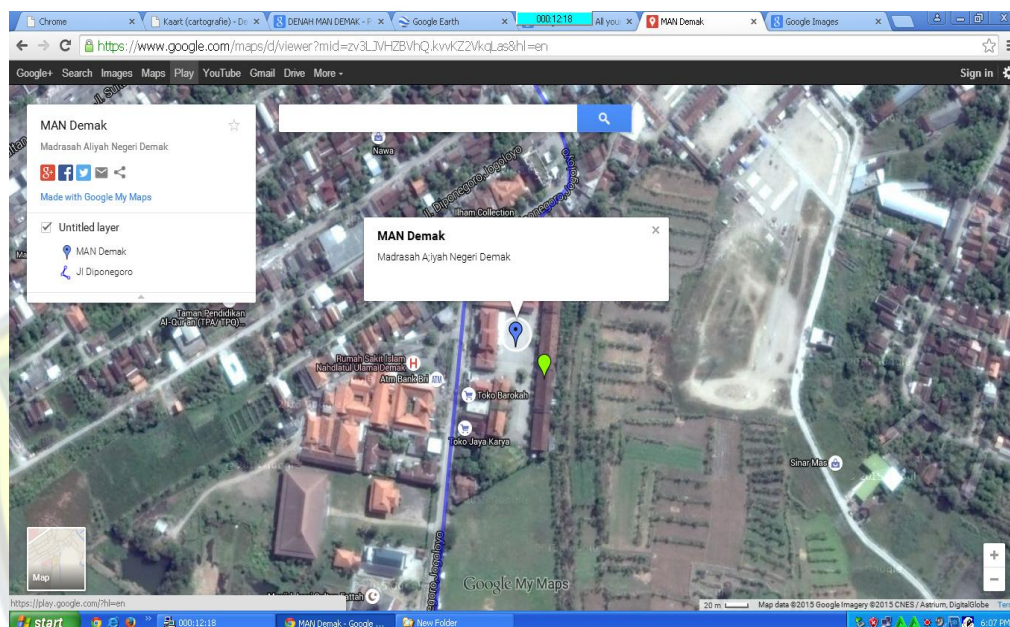 Chrome
Kaart (cartografie) - De
DENAH MAN DEMAK - P
Google Earth
000:12:18
All your
MAN Demak
Google Images
https://www.google.com/maps/d/viewer?mid=zv3LJVHZBVhQ.kvvKZ2VkqLas&hl=en
Google+ Search Images Maps Play YouTube Gmail Drive More
Sign in
MAN Demak
Madrasah Aliyah Negeri Demak
Made with Google My Maps
Untitled layer
MAN Demak
Jl Diponegoro
Nawa
Jl. Diponegoro, Jogoloyo
Ilham Collection
MAN Demak
Madrasah A;iyah Negeri Demak
Taman Pendidikan
Al-Qur'an (TPA/ TPQ)...
Rumah Sakit Islam
Nahdlatul Ulama Demak
Atm Bank Bri
ATM
Toko Barokah
Toko Jaya Karya
Sinar Mas
Map
Google My Maps
https://play.google.com/?hl=en
20 m
Map data ©2015 Google Imagery ©2015 CNES / Astrium, DigitalGlobe
start
000:12:18
MAN Demak - Google ...
New Folder
6:07 PM